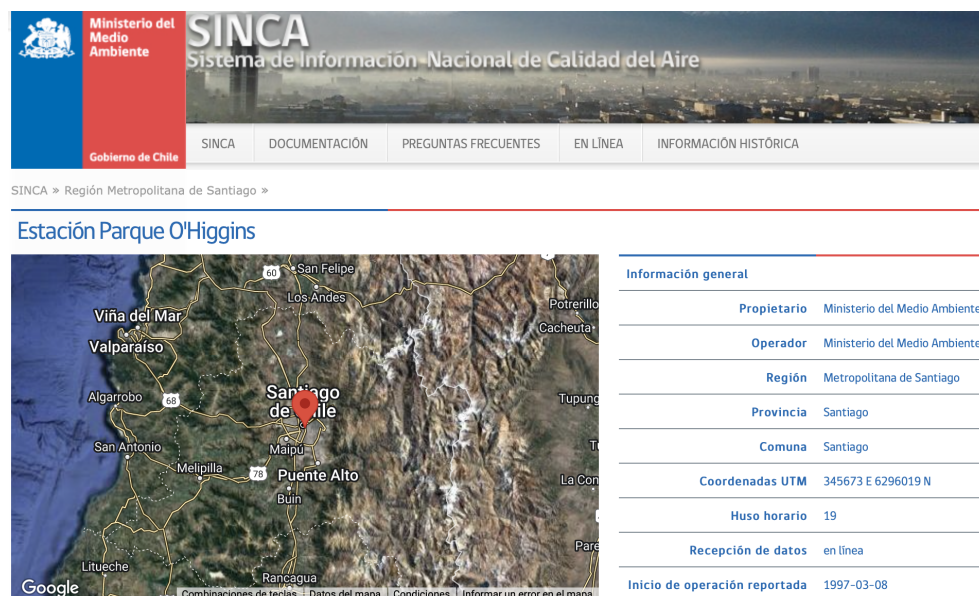 Ministerio del
Medio
Ambiente
Gobierno de Chile
SINCA
Sistema de Información Nacional de Calidad del Aire
SINCA DOCUMENTACIÓN PREGUNTAS FRECUENTES EN LÍNEA INFORMACIÓN HISTÓRICA
SINCA » Región Metropolitana de Santiago »
Estación Parque O'Higgins
60
San Felipe
Los Andes
Potrerillo
Viña del Mar
Cacheuta
Valparaíso
Algarrobo
68
Santiago
de Chile
Tupung
San Antonio
Maipú
Melipilla
78
Puente Alto
La Con
Buin
Pare
Litueche
Rancagua
Google
Combinaciones de teclas Datos del mapa Condiciones Informar un error en el mapa
Información general
Propietario Ministerio del Medio Ambiente
Operador Ministerio del Medio Ambiente
Región Metropolitana de Santiago
Provincia Santiago
Comuna Santiago
Coordenadas UTM 345673 E 6296019 N
Huso horario 19
Recepción de datos en línea
Inicio de operación reportada 1997-03-08